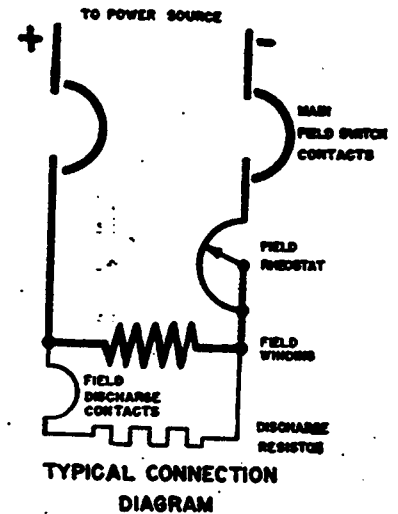 TO POWER SOURCE
+
-
MAIN
FIELD SWITCH
CONTACTS
FIELD
RHEOSTAT
FIELD
WINDING
FIELD
DISCHARGE
CONTACTS
DISCHARGE
RESISTOR
TYPICAL CONNECTION
DIAGRAM